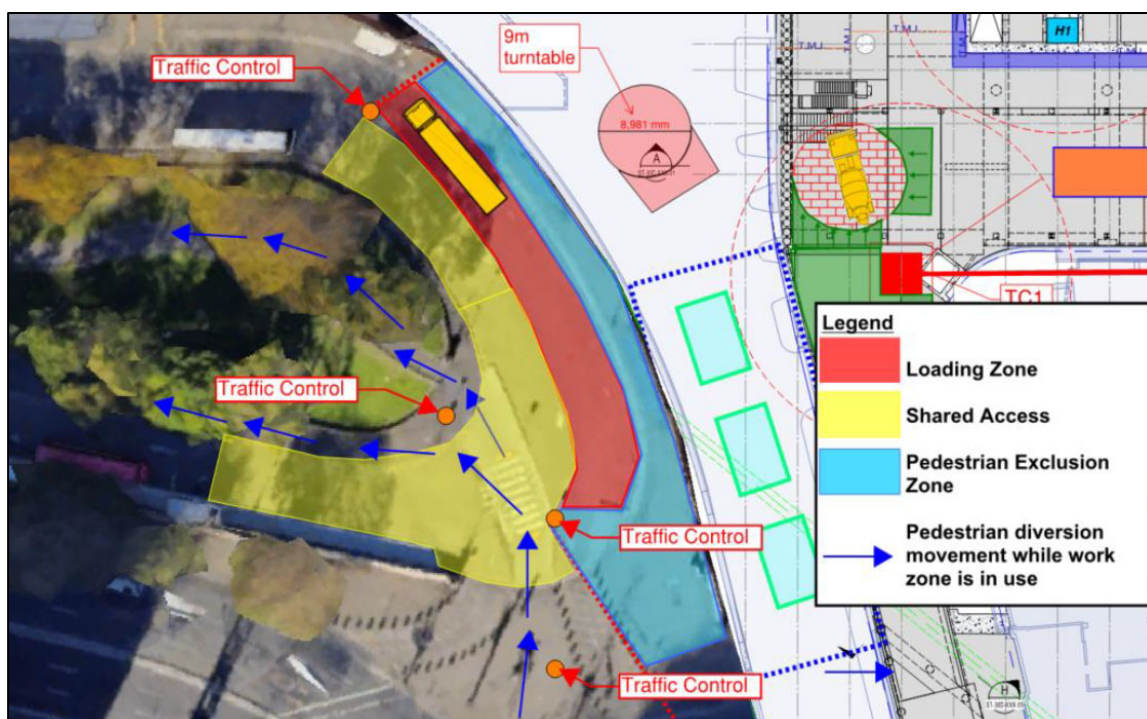 9m
turntable
Traffic Control
8,981 mm
A
T.M.J
T.M.J
T.M.J
H1
Traffic Control
TC1
Legend
Loading Zone
Shared Access
Pedestrian Exclusion
Zone
Pedestrian diversion
movement while work
zone is in use
Traffic Control
Traffic Control
H